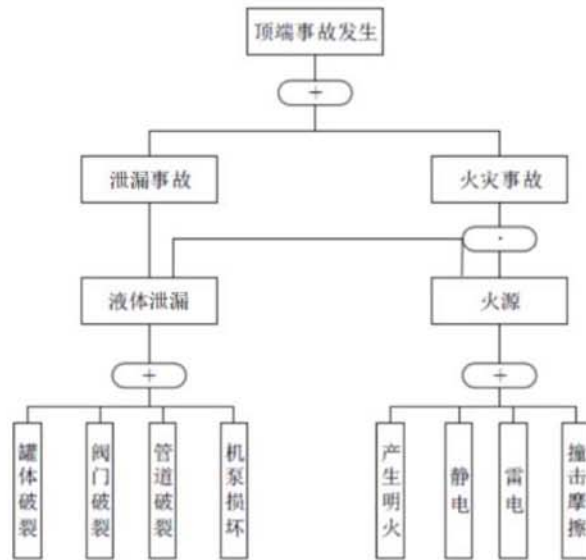 顶端事故发生
+
泄漏事故
火灾事故
·
液体泄漏
火源
+
+
罐体破裂
阀门破裂
管道破裂
机泵损坏
产生明火
静电
雷电
撞击摩擦